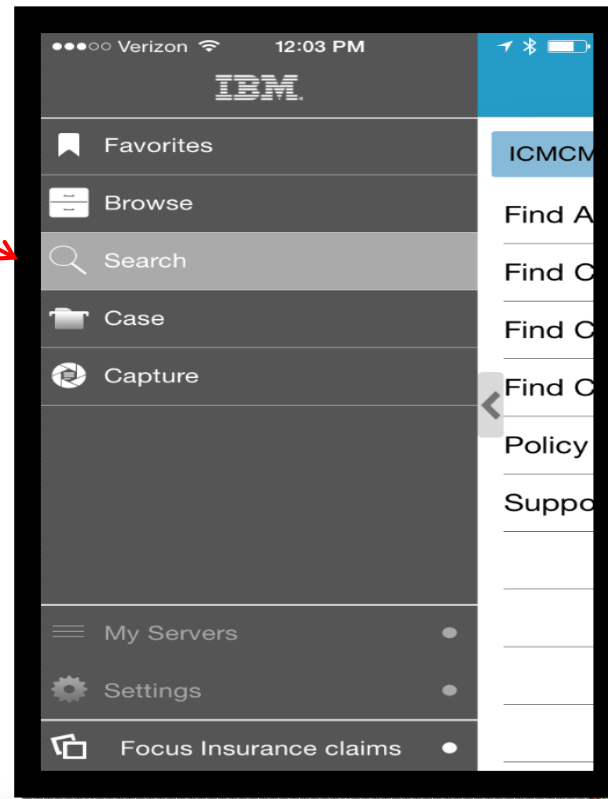 Verizon 12:03 PM
IBM.
Favorites
Browse
Search
Case
Capture
My Servers
Settings
Focus Insurance claims
ICMCM
Find A
Find C
Find C
Find C
Policy
Suppo